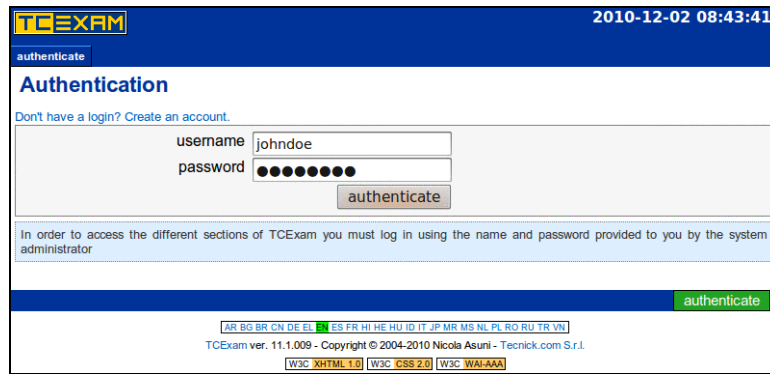 TCEXAM
2010-12-02 08:43:41
authenticate
Authentication
Don't have a login? Create an account.
username johndoe
password ●●●●●●●●
authenticate
In order to access the different sections of TCExam you must log in using the name and password provided to you by the system
administrator
authenticate
AR BG BR CN DE EL EN ES FR HI HE HU ID IT JP MR MS NL PL RO RU TR VN
TCExam ver. 11.1.009 - Copyright © 2004-2010 Nicola Asuni - Tecnick.com S.r.l.
W3C XHTML 1.0 W3C CSS 2.0 W3C WAI-AAA